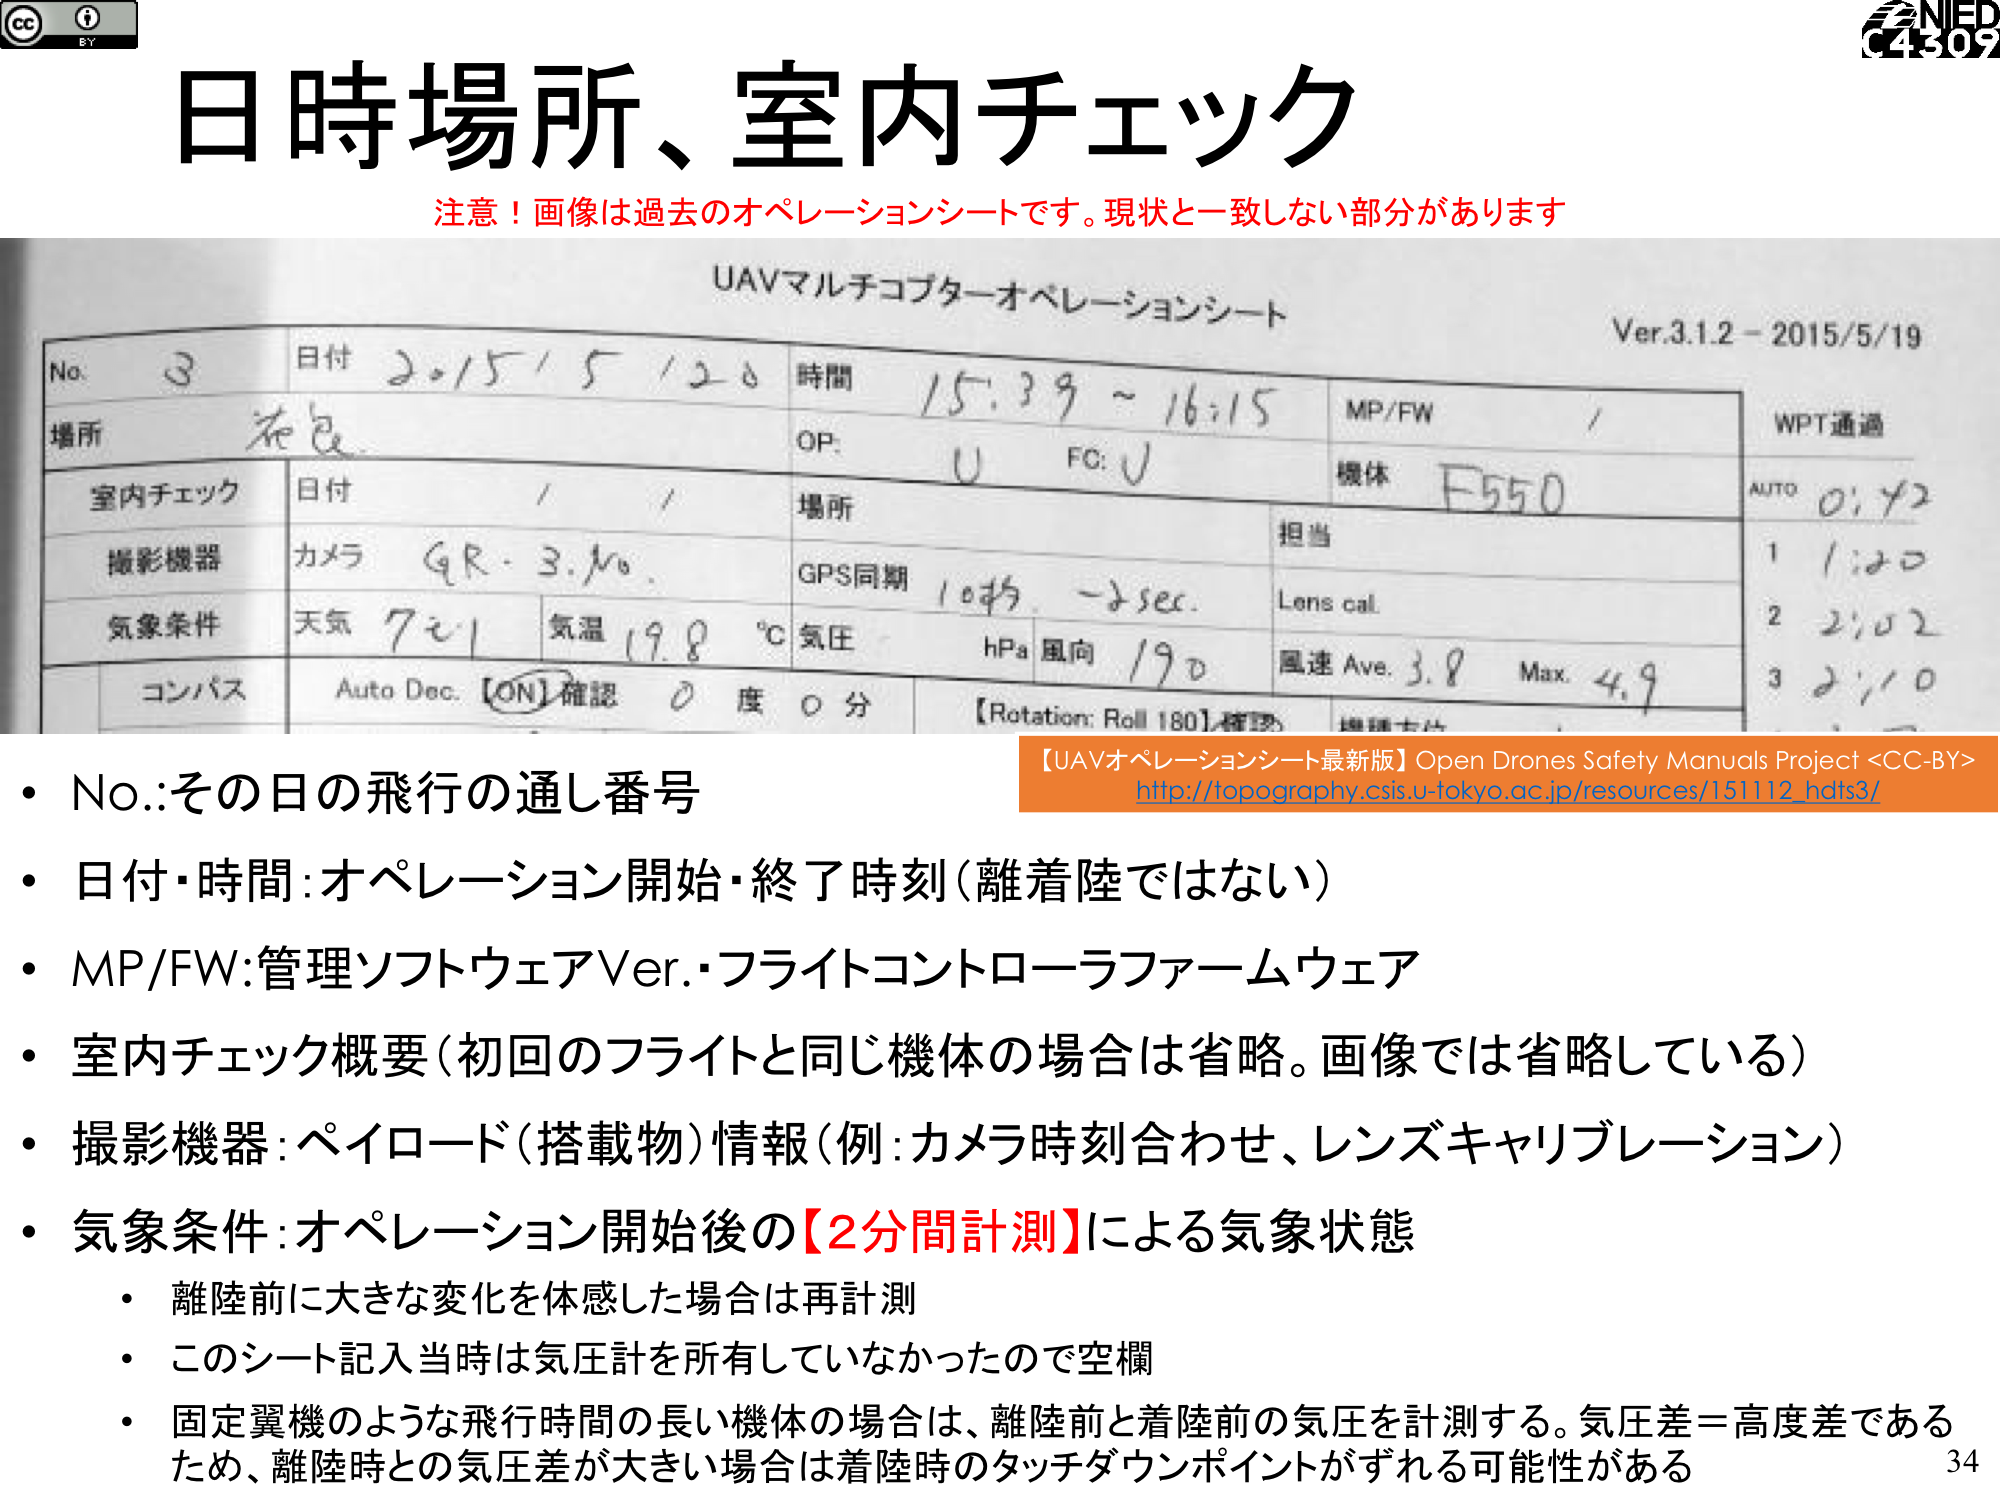 cc BY
NIED
C4309
日時場所、室内チェック
注意！画像は過去のオペレーションシートです。現状と一致しない部分があります
UAVマルチコプターオペレーションシート
Ver.3.1.2 - 2015/5/19
No. 3 日付 2015 / 5 / 20 時間 15:39 ~ 16:15 MP/FW / WPT通過
場所 OP: U FC: U 機体 F550 AUTO 0:42
室内チェック 日付 / / 場所 担当 1 1:20
撮影機器 カメラ GR. 3. No. GPS同期 -2sec. Lens cal. 2 2:02
気象条件 天気 気温 19.8 ℃ 気圧 hPa 風向 190 風速 Ave. 3.8 Max. 4.9 3 2:10
コンパス Auto Dec.【ON】確認 0 度 0 分 【Rotation: Roll 180】確認
【UAVオペレーションシート最新版】Open Drones Safety Manuals Project <CC-BY>
http://topography.csis.u-tokyo.ac.jp/resources/151112_hdts3/
• No.:その日の飛行の通し番号
• 日付・時間：オペレーション開始・終了時刻（離着陸ではない）
• MP/FW:管理ソフトウェアVer.・フライトコントローラファームウェア
• 室内チェック概要（初回のフライトと同じ機体の場合は省略。画像では省略している）
• 撮影機器：ペイロード（搭載物）情報（例：カメラ時刻合わせ、レンズキャリブレーション）
• 気象条件：オペレーション開始後の【2分間計測】による気象状態
• 離陸前に大きな変化を体感した場合は再計測
• このシート記入当時は気圧計を所有していなかったので空欄
• 固定翼機のような飛行時間の長い機体の場合は、離陸前と着陸前の気圧を計測する。気圧差＝高度差である
ため、離陸時との気圧差が大きい場合は着陸時のタッチダウンポイントがずれる可能性がある
34